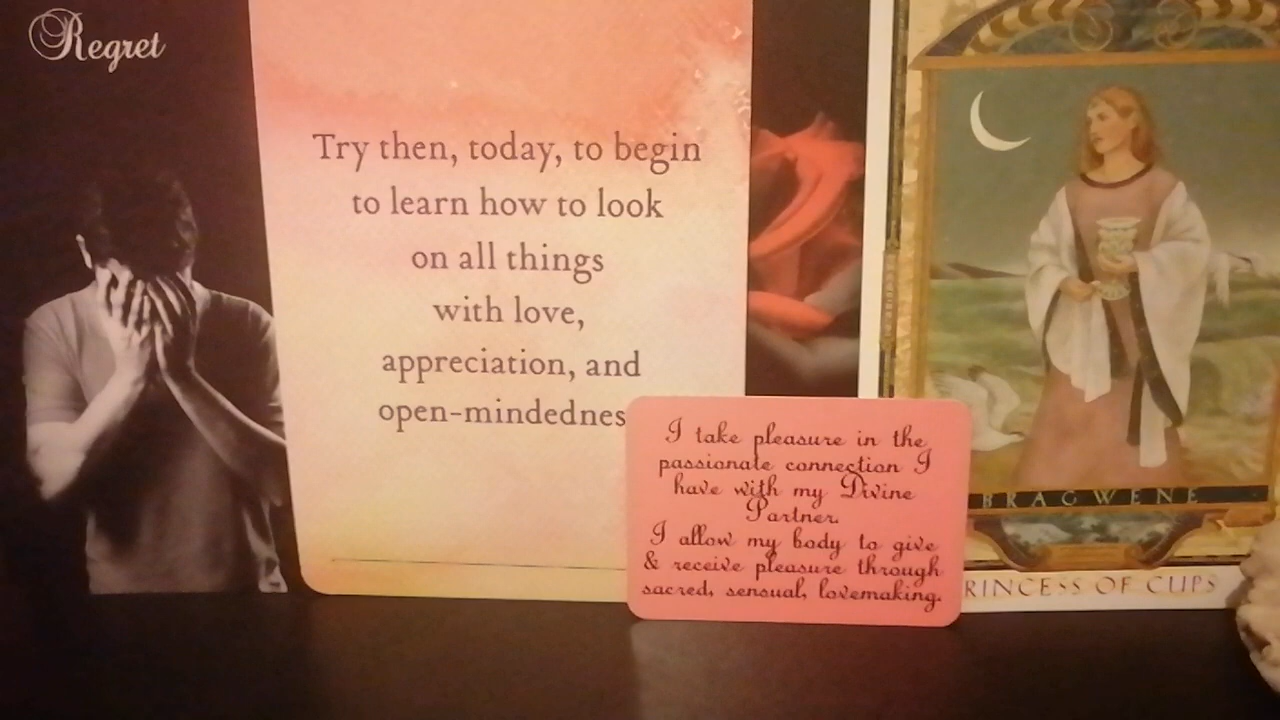 Regret
Try then, today, to begin
to learn how to look
on all things
with love,
appreciation, and
open-mindednes
I take pleasure in the
passionate connection I
have with my Divine
Partner.
I allow my body to give
& receive pleasure through
sacred, sensual, lovemaking.
BRAGWENE
RINCESS OF CUPS